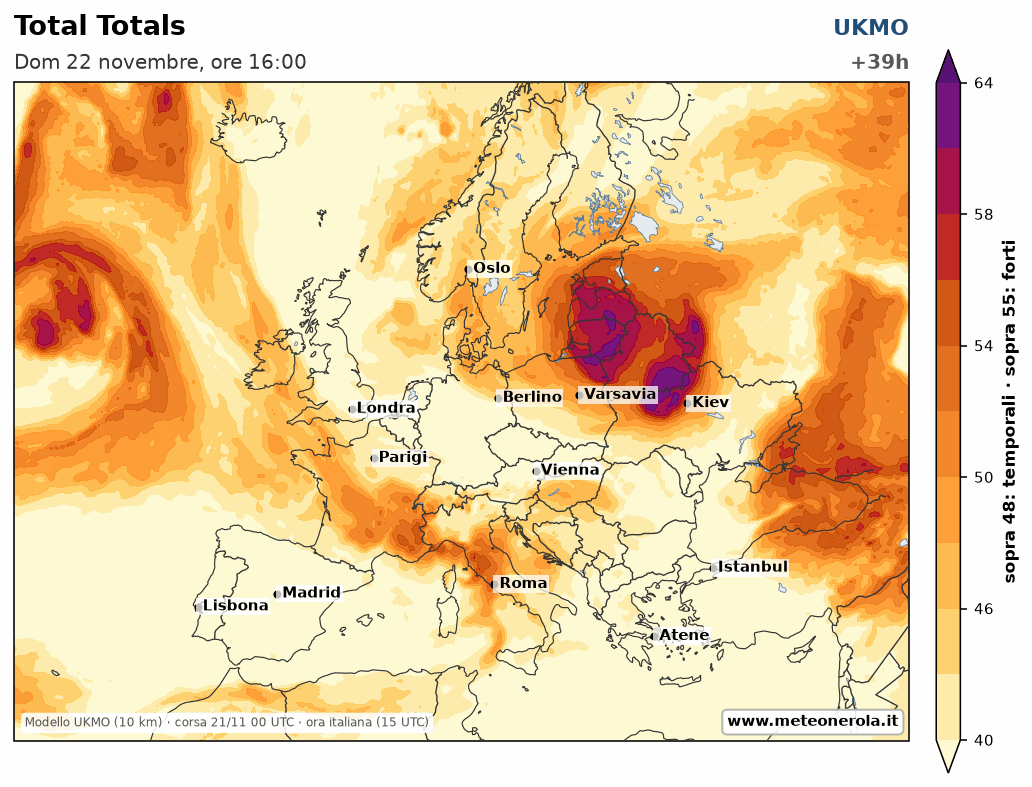 Total Totals
UKMO
Dom 22 novembre, ore 16:00
+39h
64
58
54
50
46
40
sopra 48: temporali · sopra 55: forti
Oslo
Berlino
Varsavia
Kiev
Londra
Parigi
Vienna
Istanbul
Roma
Madrid
Lisbona
Atene
Modello UKMO (10 km) · corsa 21/11 00 UTC · ora italiana (15 UTC)
www.meteonerola.it